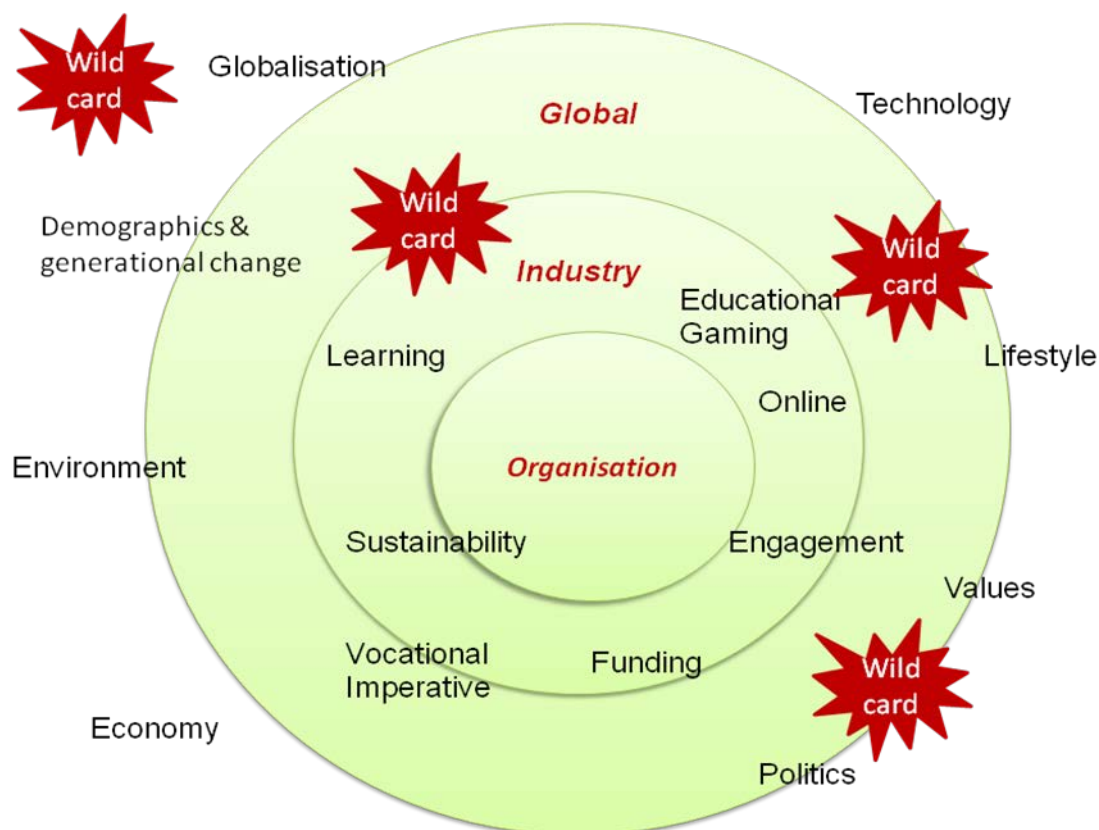 Wild
card
Globalisation
Technology
Global
Wild
card
Demographics &
generational change
Wild
card
Industry
Educational
Gaming
Learning
Lifestyle
Online
Environment
Organisation
Sustainability
Engagement
Values
Vocational
Imperative
Funding
Wild
card
Economy
Politics